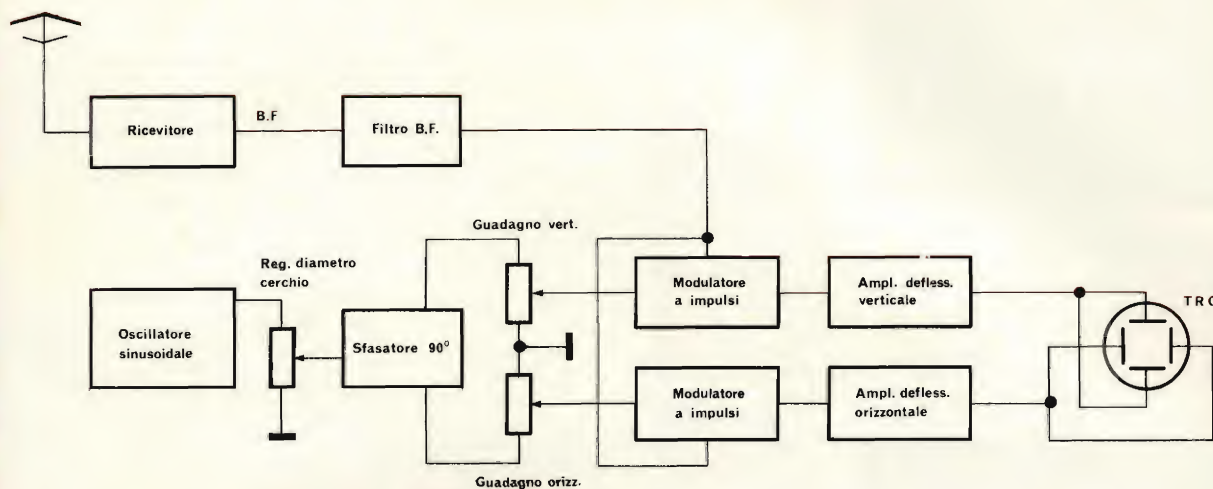 Ricevitore
B.F
Filtro B.F.
Guadagno vert.
Reg. diametro
cerchio
Oscillatore
sinusoidale
Sfasatore 90°
Modulatore
a impulsi
Ampl. defless.
verticale
TRC
Modulatore
a impulsi
Ampl. defless.
orizzontale
Guadagno orizz.